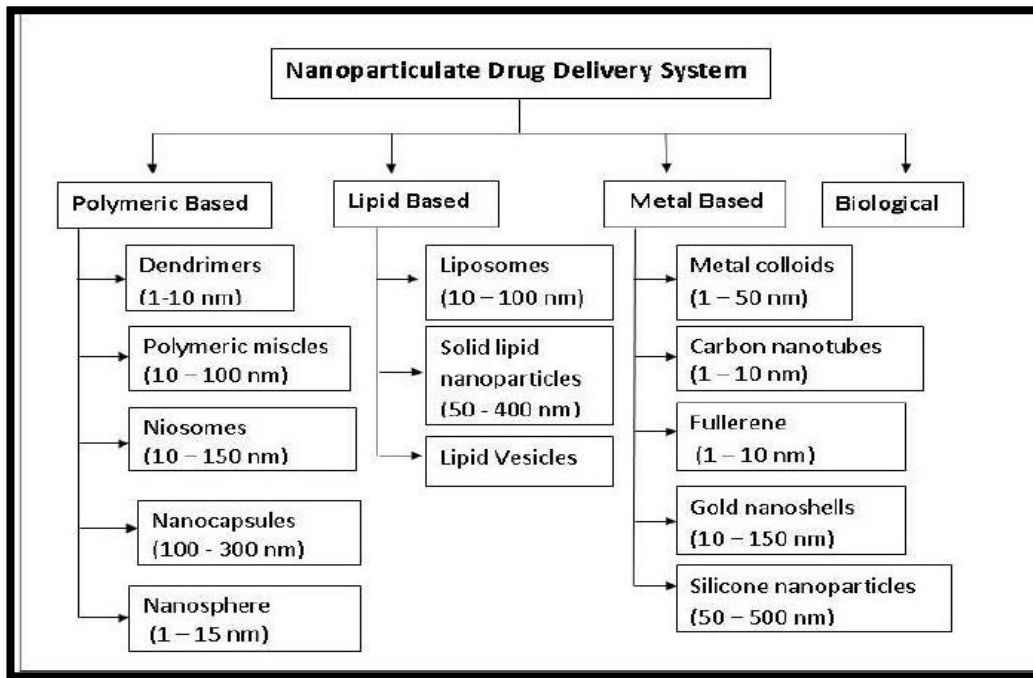 Nanoparticulate Drug Delivery System
Polymeric Based
Lipid Based
Metal Based
Biological
Dendrimers
(1-10 nm)
Polymeric miscles
(10 – 100 nm)
Niosomes
(10 – 150 nm)
Nanocapsules
(100 - 300 nm)
Nanosphere
(1 – 15 nm)
Liposomes
(10 – 100 nm)
Solid lipid
nanoparticles
(50 - 400 nm)
Lipid Vesicles
Metal colloids
(1 – 50 nm)
Carbon nanotubes
(1 – 10 nm)
Fullerene
(1 – 10 nm)
Gold nanoshells
(10 – 150 nm)
Silicone nanoparticles
(50 – 500 nm)